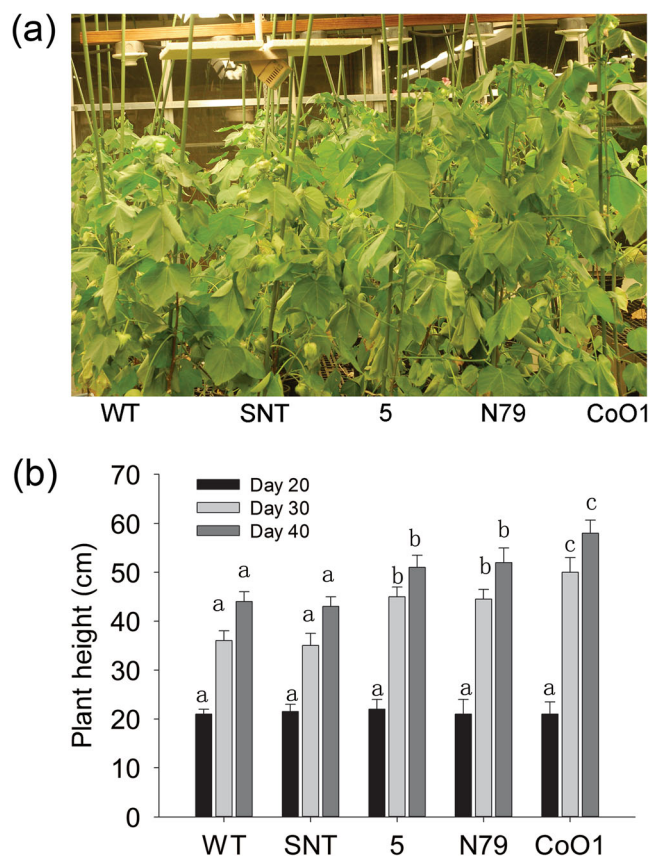 (a)
WT SNT 5 N79 CoO1
(b)
Plant height (cm)
70
60
50
40
30
20
10
0
Day 20
Day 30
Day 40
a a a
a a a
a b b
a b b
a c c
WT SNT 5 N79 CoO1